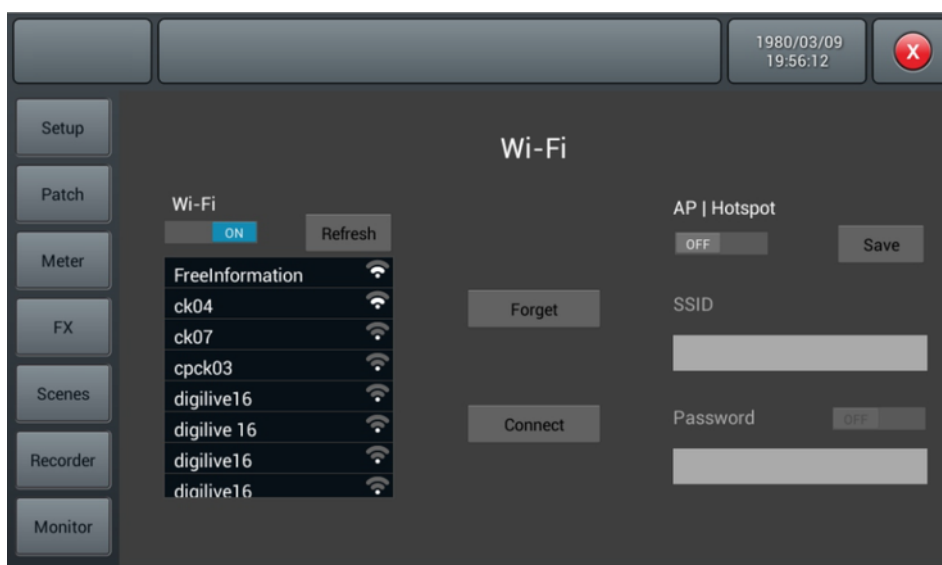 1980/03/09
19:56:12
X
Setup
Patch
Meter
FX
Scenes
Recorder
Monitor
Wi-Fi
Wi-Fi
ON
Refresh
FreeInformation
ck04
ck07
cpck03
digilive16
digilive 16
digilive16
digilive16
Forget
Connect
AP | Hotspot
OFF
Save
SSID
Password
OFF